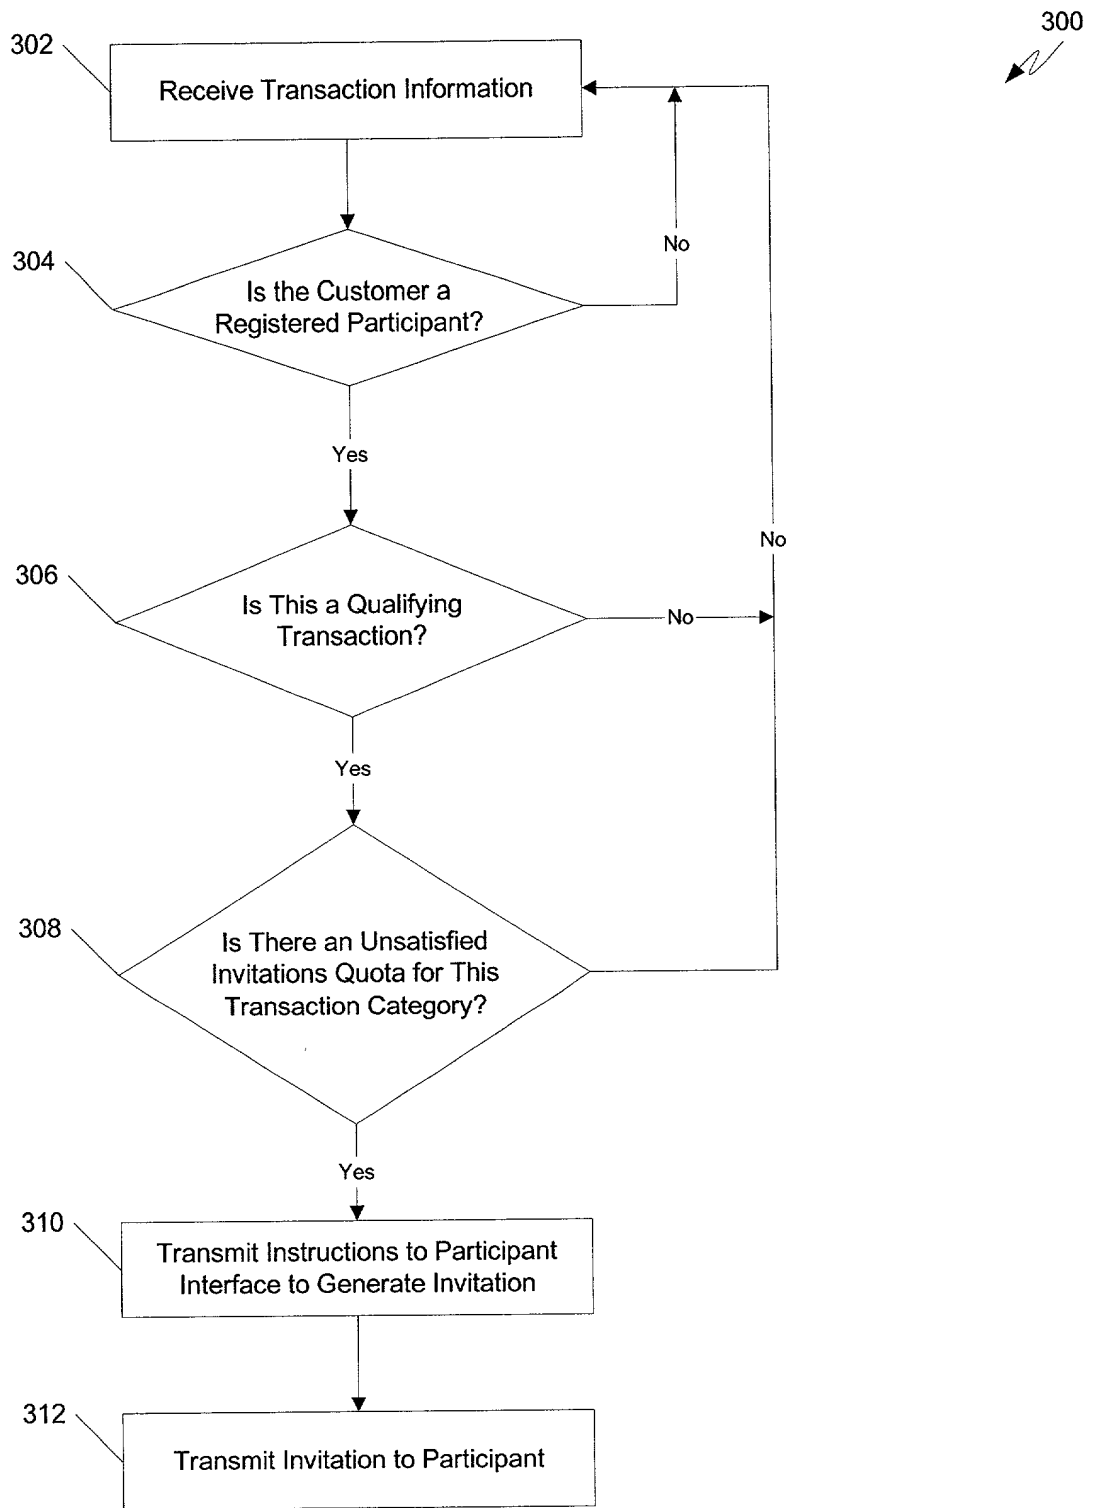 300
302
Receive Transaction Information
No
304
Is the Customer a
Registered Participant?
Yes
No
306
Is This a Qualifying
Transaction?
No
Yes
308
Is There an Unsatisfied
Invitations Quota for This
Transaction Category?
Yes
310
Transmit Instructions to Participant
Interface to Generate Invitation
312
Transmit Invitation to Participant